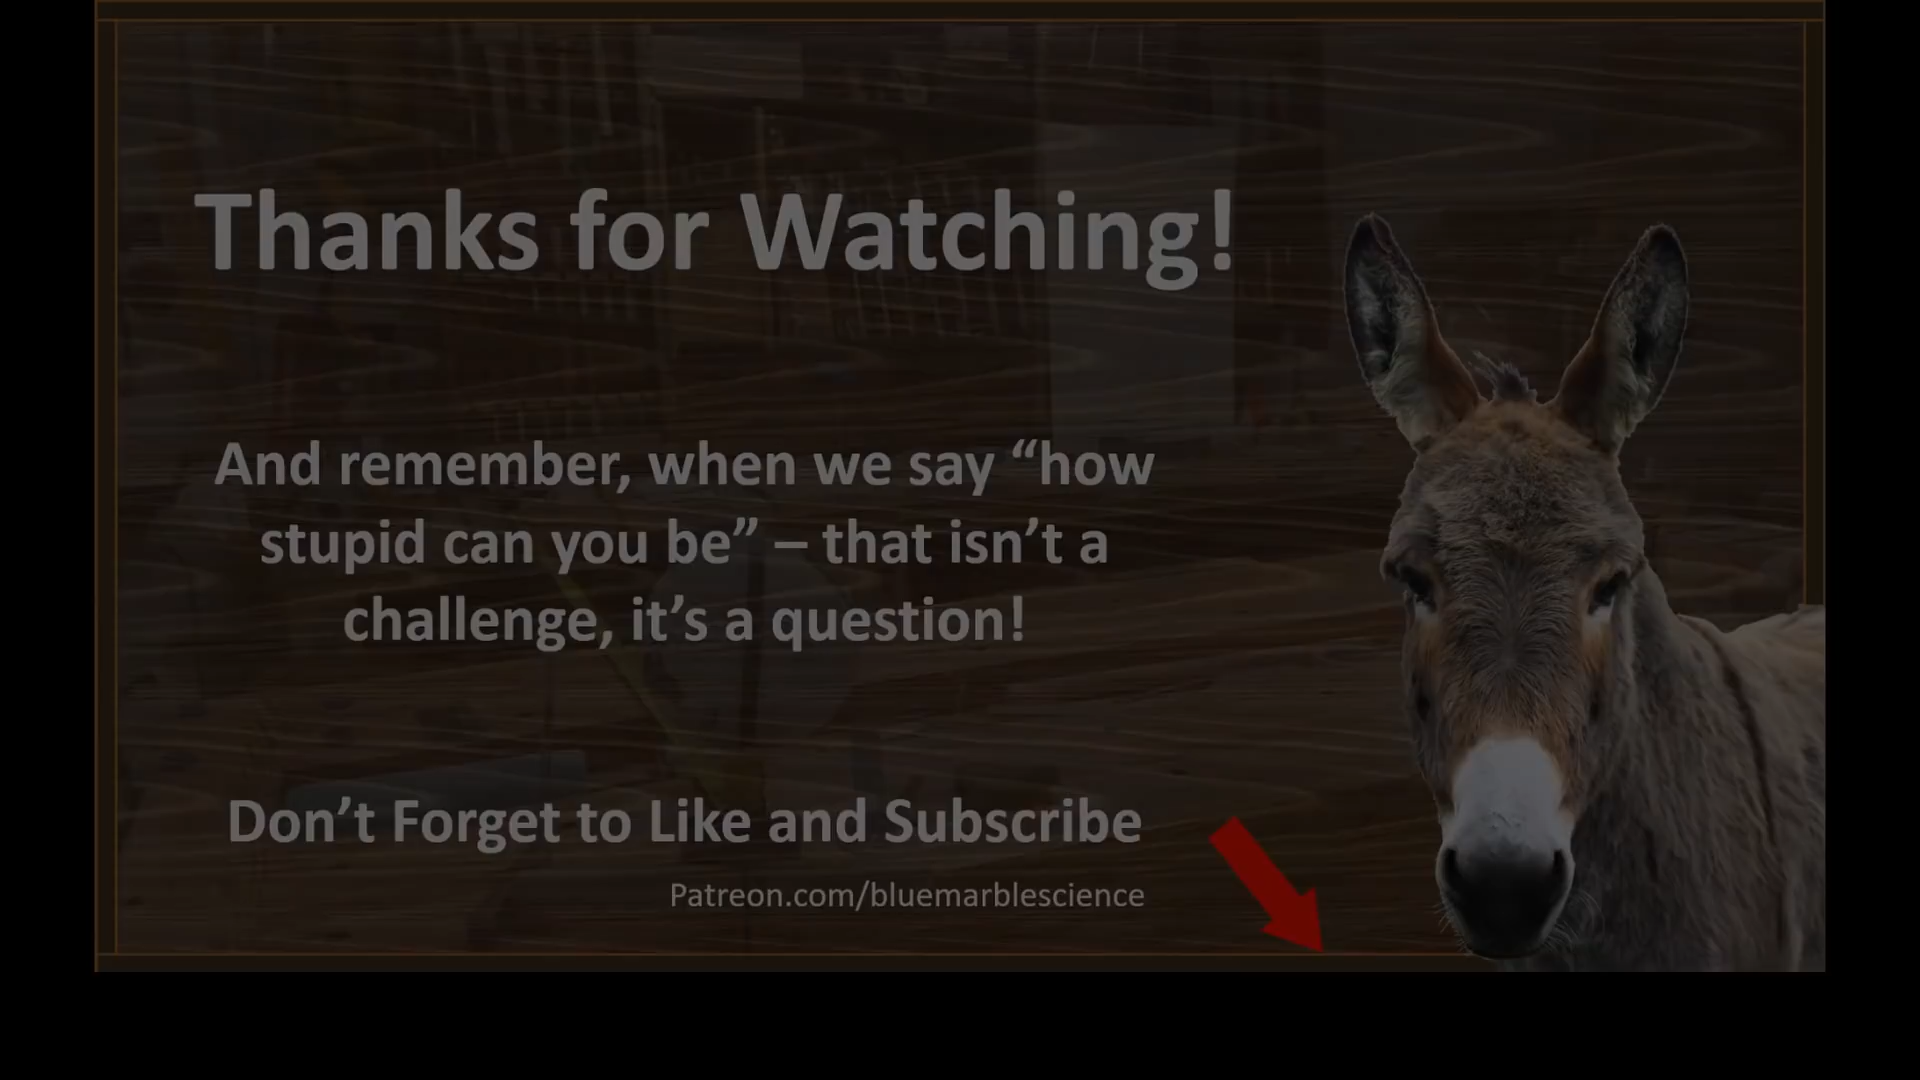 Thanks for Watching!
And remember, when we say “how
stupid can you be” – that isn’t a
challenge, it’s a question!
Don’t Forget to Like and Subscribe
Patreon.com/bluemarblescience